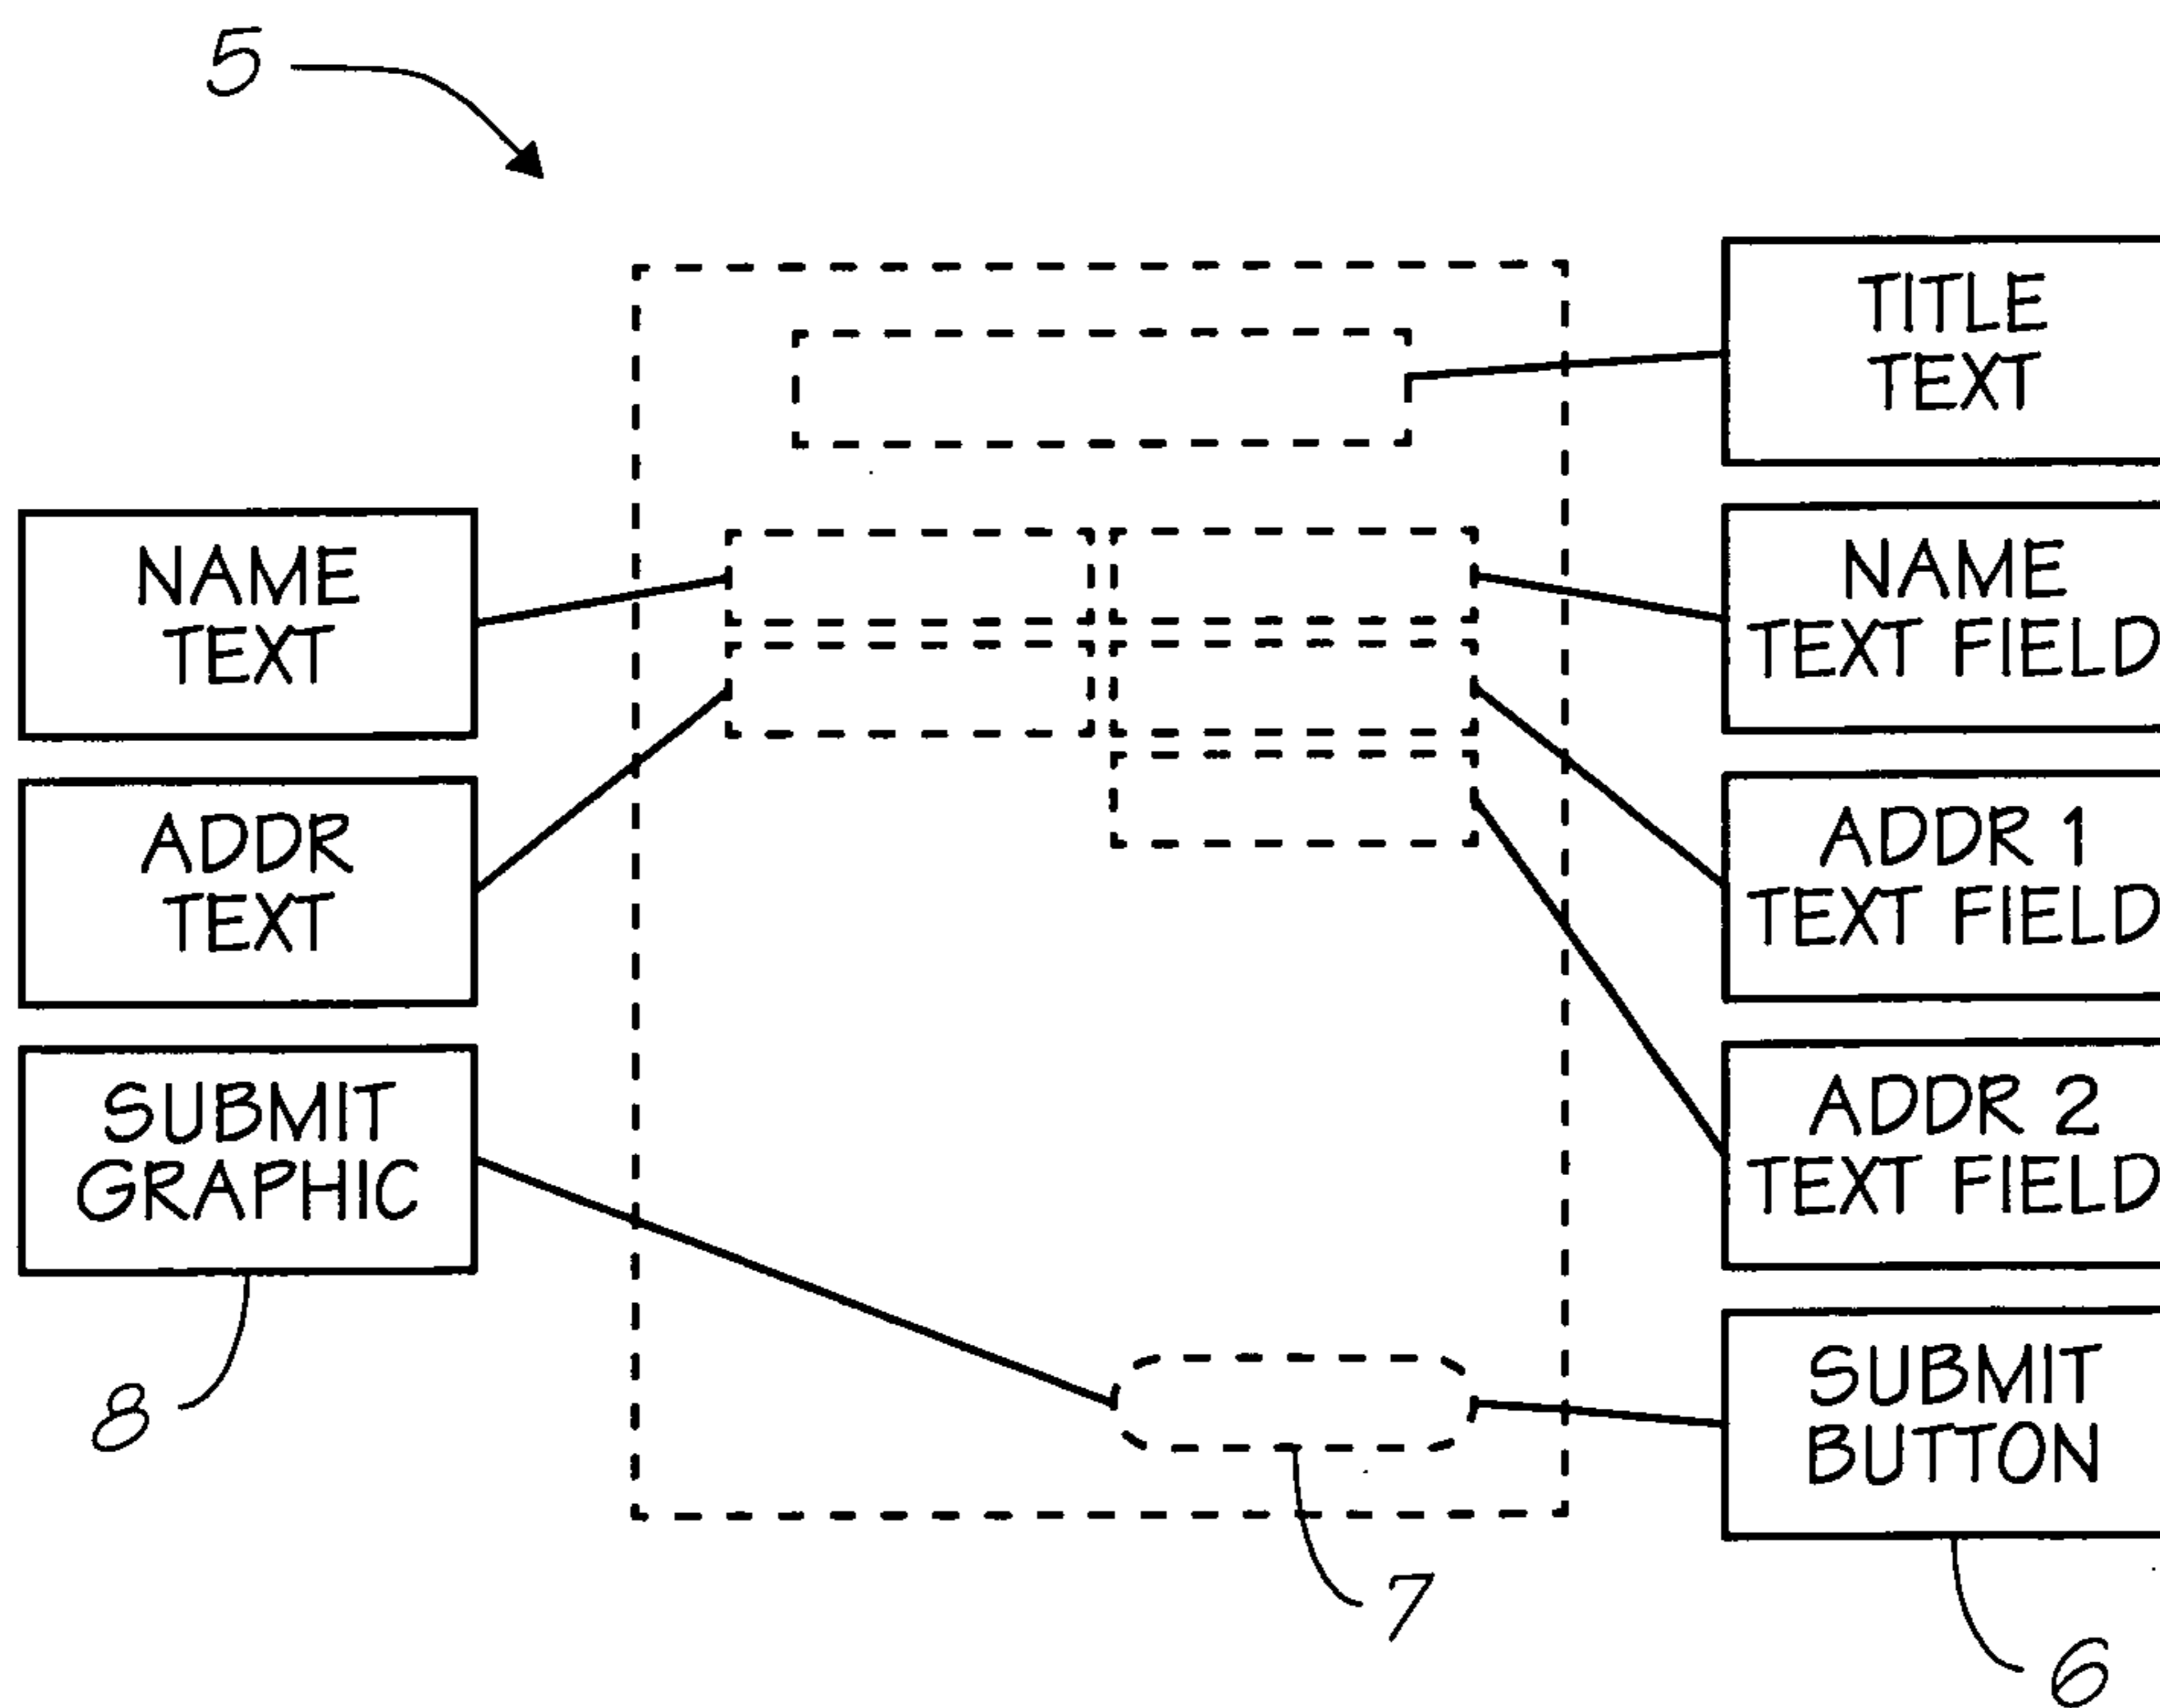 5
TITLE
TEXT
NAME
TEXT
NAME
TEXT FIELD
ADDR
TEXT
ADDR 1
TEXT FIELD
SUBMIT
GRAPHIC
ADDR 2
TEXT FIELD
SUBMIT
BUTTON
8
7
6